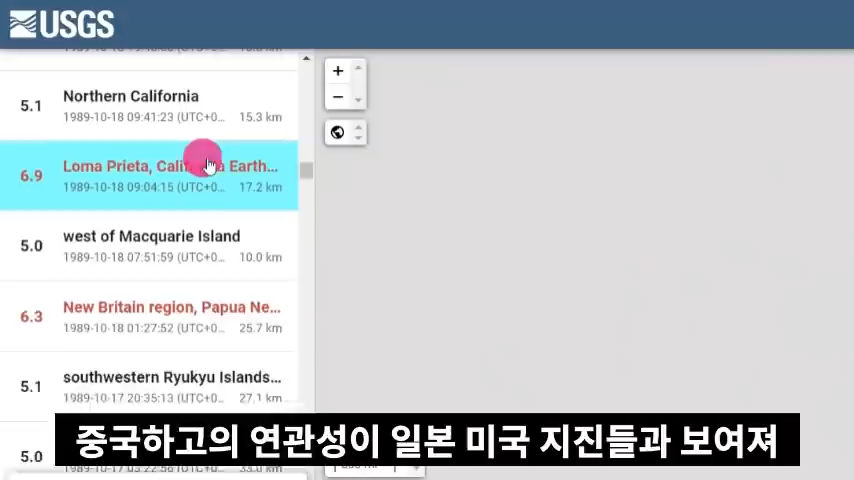 USGS
5.1
Northern California
1989-10-18 09:41:23 (UTC+0... 15.3 km
6.9
Loma Prieta, Calif a Earth...
1989-10-18 09:04:15 (UTC+0... 17.2 km
5.0
west of Macquarie Island
1989-10-18 07:51:59 (UTC+0... 10.0 km
6.3
New Britain region, Papua Ne...
1989-10-18 01:27:52 (UTC+0... 25.7 km
5.1
southwestern Ryukyu Islands...
1989-10-17 20:35:13 (UTC+0... 27.1 km
5.0
중국하고의 연관성이 일본 미국 지진들과 보여져
+
−